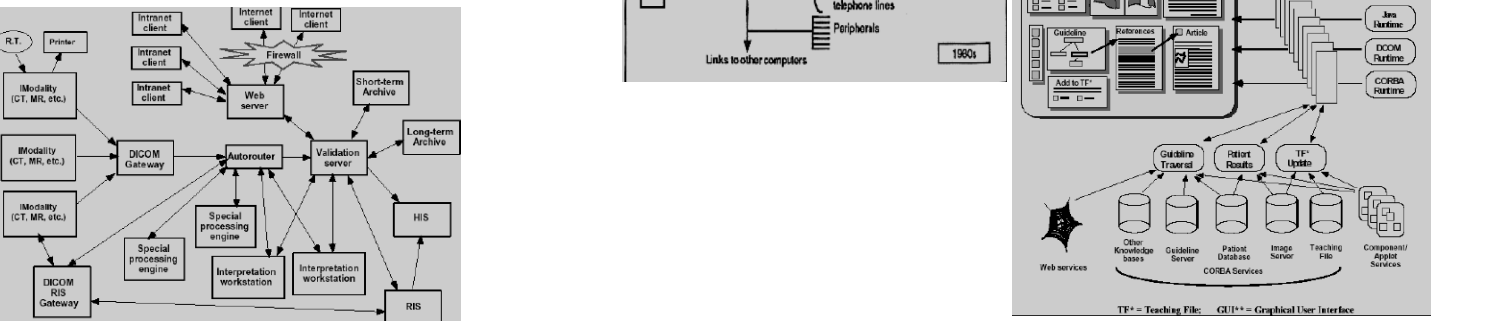 Intranet
client
Internet
client
Internet
client
Firewall
R.T.
Printer
Intranet
client
Intranet
client
Web
server
Short-term
Archive
IModality
(CT, MR, etc.)
Long-term
Archive
IModality
(CT, MR, etc.)
DICOM
Gateway
Autorouter
Validation
server
IModality
(CT, MR, etc.)
Special
processing
engine
HIS
Special
processing
engine
Interpretation
workstation
Interpretation
workstation
DICOM
RIS
Gateway
RIS
telephone lines
Peripherals
Links to other computers
1960s
Java
Runtime
Guideline
References
Article
DCOM
Runtime
Add to TF*
CORBA
Runtime
Guideline
Traversal
Patient
Results
TF*
Update
Web services
Other
Knowledge
bases
Guideline
Server
Patient
Database
Image
Server
Teaching
File
Component/
Applet
Services
CORBA Services
TF* = Teaching File; GUI** = Graphical User Interface